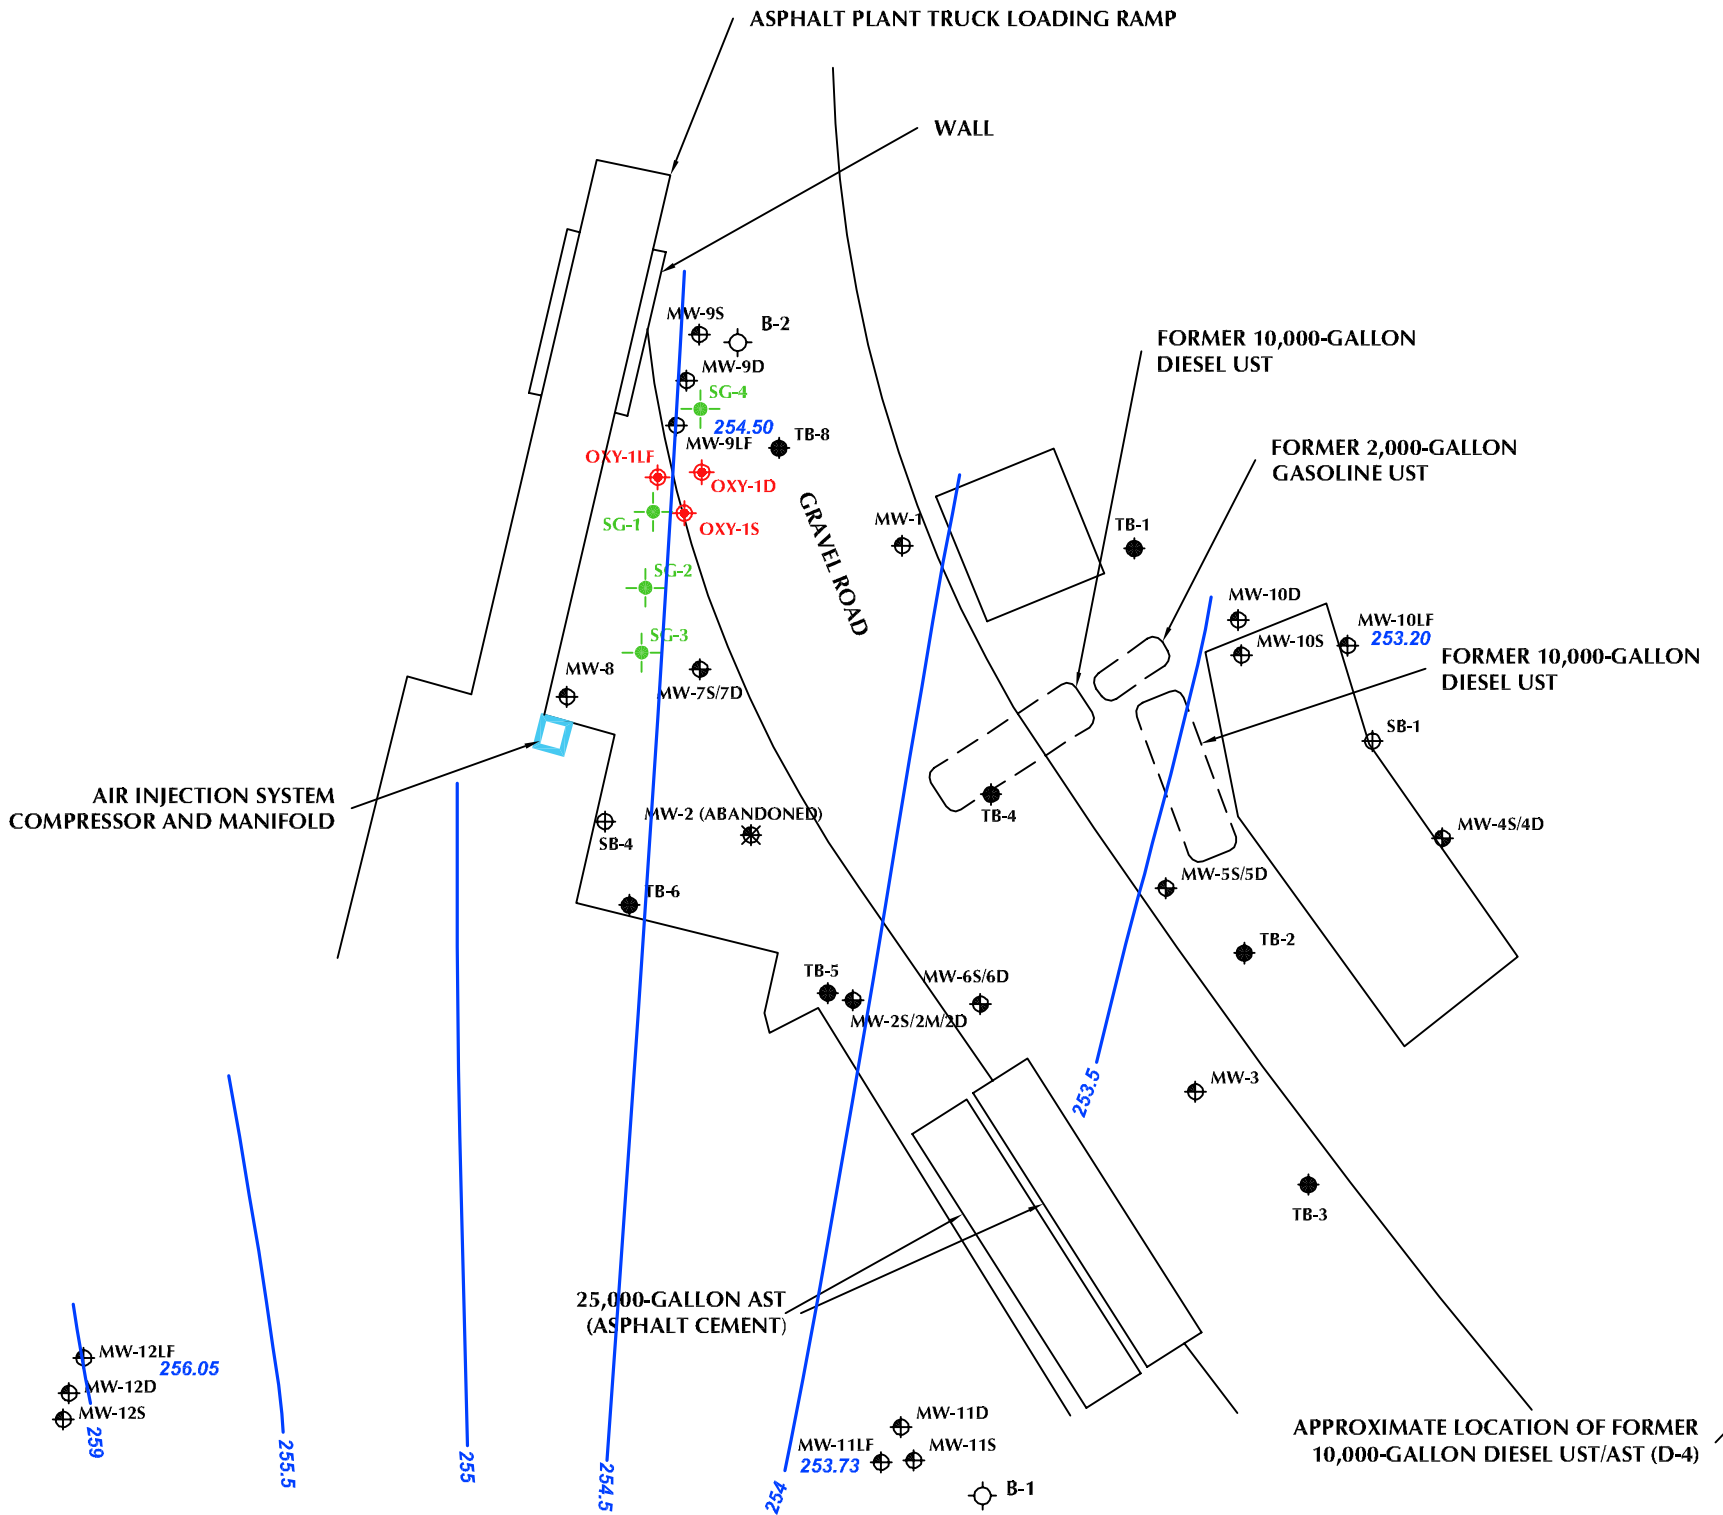 ASPHALT PLANT TRUCK LOADING RAMP
WALL
MW-9S
B-2
FORMER 10,000-GALLON
DIESEL UST
MW-9D
SG-4
254.50
MW-9LF
TB-8
FORMER 2,000-GALLON
GASOLINE UST
OXY-1LF
OXY-1D
SG-1
OXY-1S
GRAVEL ROAD
MW-1
TB-1
SG-2
MW-10D
MW-10LF
253.20
MW-10S
SG-3
FORMER 10,000-GALLON
DIESEL UST
MW-8
MW-7S/7D
SB-1
AIR INJECTION SYSTEM
COMPRESSOR AND MANIFOLD
MW-2 (ABANDONED)
SB-4
TB-4
MW-4S/4D
TB-6
MW-5S/5D
TB-2
TB-5
MW-6S/6D
MW-2S/2M/2D
253.5
MW-3
TB-3
25,000-GALLON AST
(ASPHALT CEMENT)
MW-12LF
256.05
MW-12D
MW-12S
259
255.5
255
254.5
254
MW-11D
MW-11LF
253.73
MW-11S
B-1
APPROXIMATE LOCATION OF FORMER
10,000-GALLON DIESEL UST/AST (D-4)